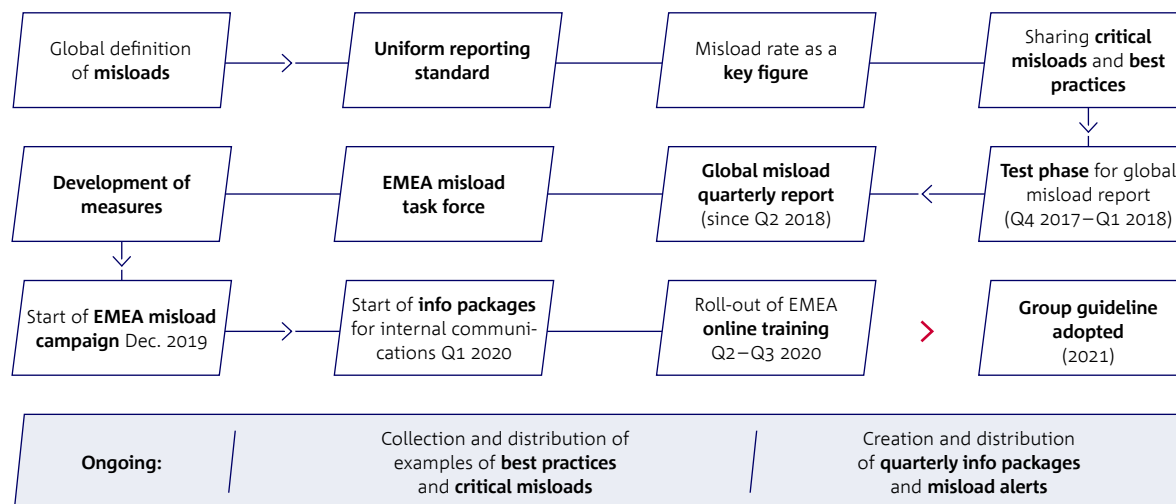 Global definition
of misloads
Uniform reporting
standard
Misload rate as a
key figure
Sharing critical
misloads and best
practices
Test phase for global
misload report
(Q4 2017–Q1 2018)
Global misload
quarterly report
(since Q2 2018)
EMEA misload
task force
Development of
measures
Start of EMEA misload
campaign Dec. 2019
Start of info packages
for internal communi-
cations Q1 2020
Roll-out of EMEA
online training
Q2–Q3 2020
Group guideline
adopted
(2021)
Ongoing:
Collection and distribution of
examples of best practices
and critical misloads
Creation and distribution
of quarterly info packages
and misload alerts